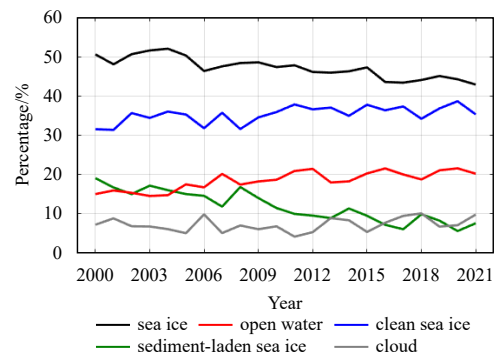 60
50
40
30
20
10
0
Percentage/%
2000 2003 2006 2009 2012 2015 2018 2021
Year
sea ice open water clean sea ice
sediment-laden sea ice cloud